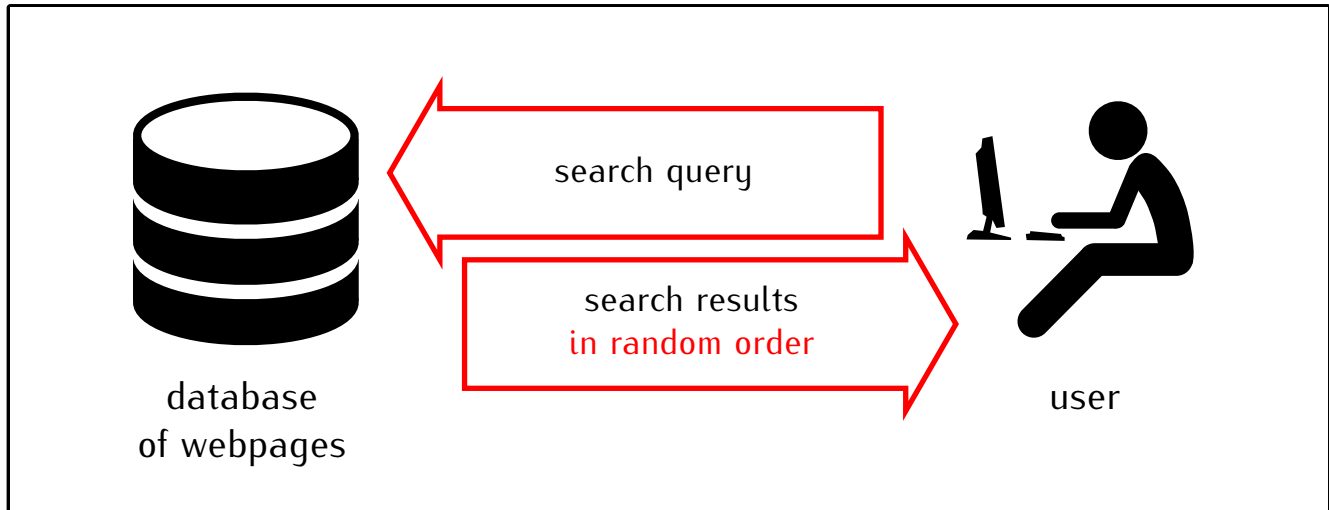 search query
search results
in random order
database
of webpages
user